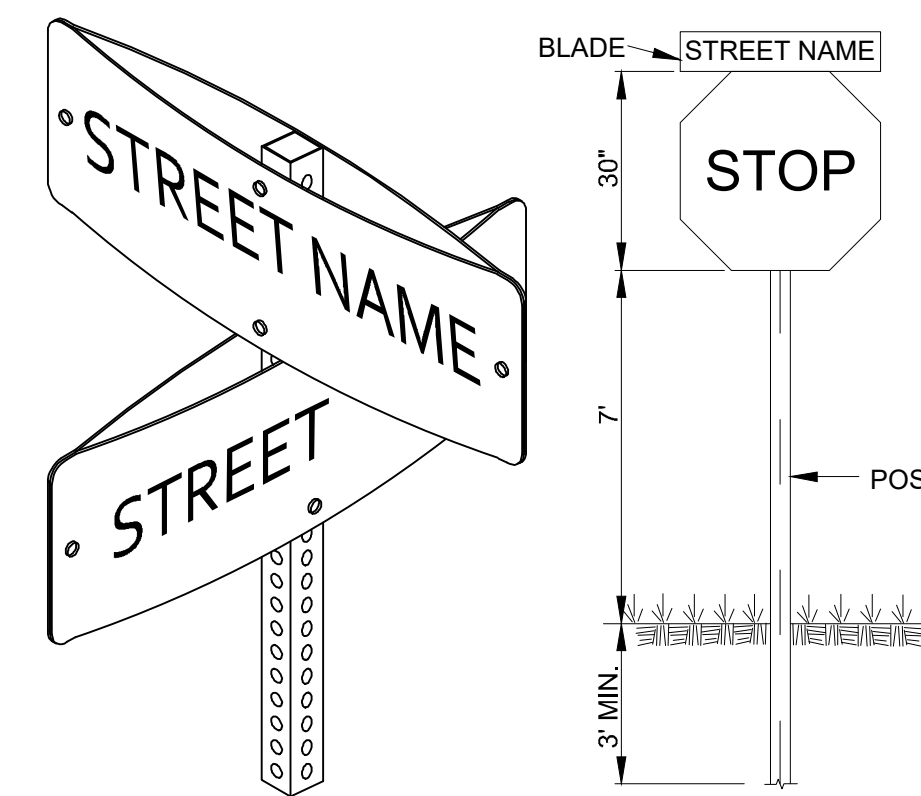 STREET NAME
STREET
BLADE
STREET NAME
STOP
30"
7'
POS
3' MIN.